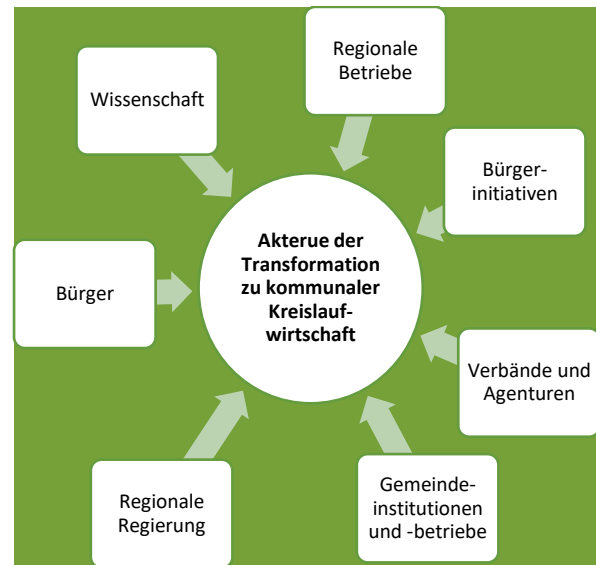 Regionale
Betriebe
Wissenschaft
Bürger-
initiativen
Akterue der
Transformation
zu kommunaler
Kreislauf-
wirtschaft
Bürger
Verbände und
Agenturen
Gemeinde-
institutionen
und -betriebe
Regionale
Regierung